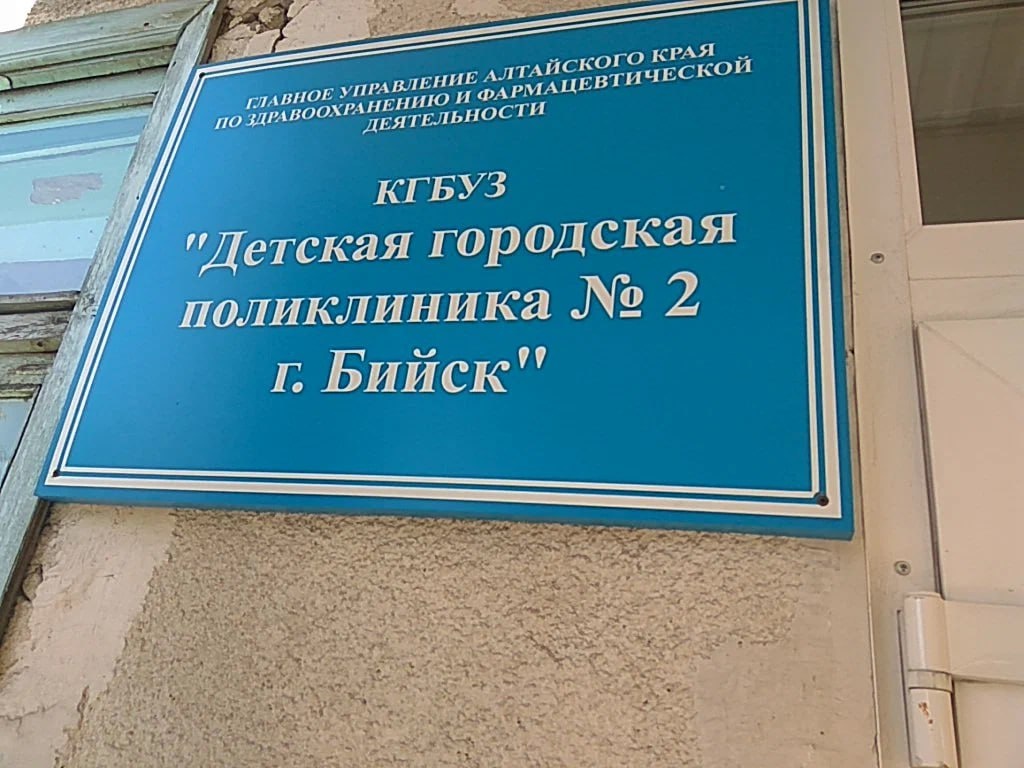 ГЛАВНОЕ УПРАВЛЕНИЕ АЛТАЙСКОГО КРАЯ
ПО ЗДРАВООХРАНЕНИЮ И ФАРМАЦЕВТИЧЕСКОЙ
ДЕЯТЕЛЬНОСТИ
КГБУЗ
"Детская городская
поликлиника № 2
г. Бийск"